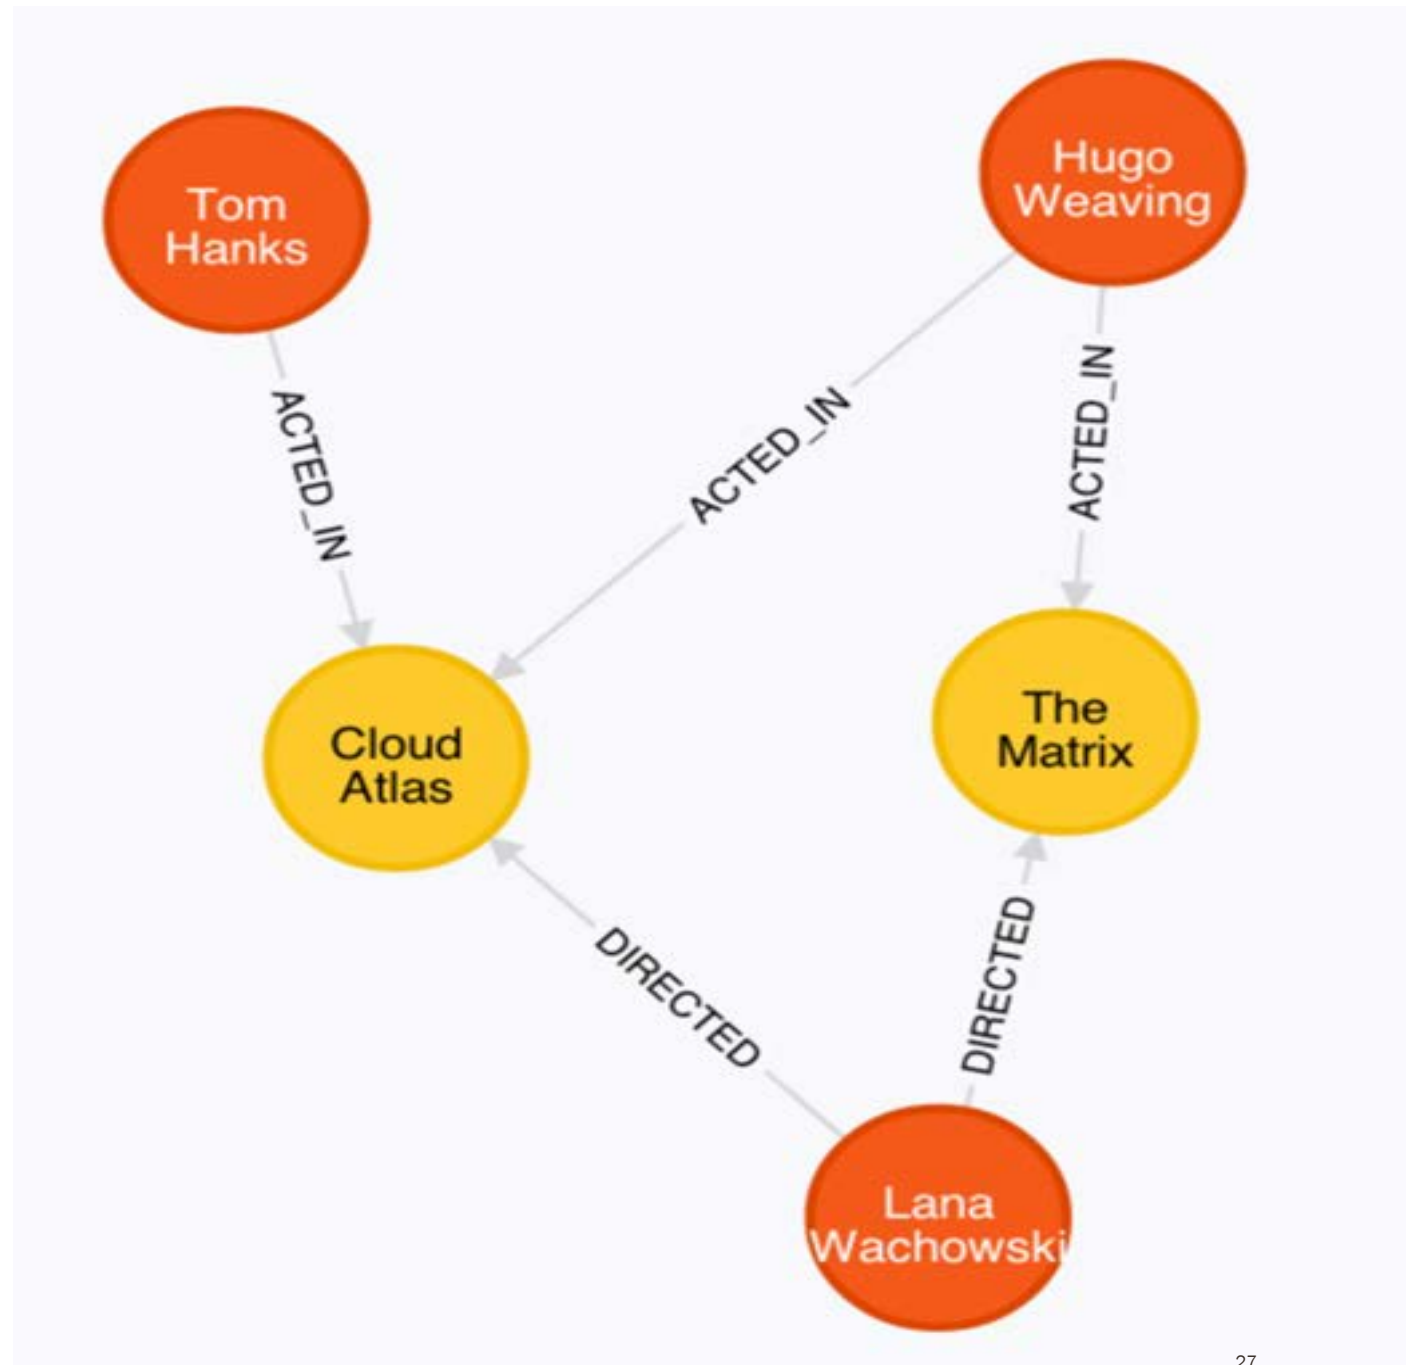 Tom
Hanks
Hugo
Weaving
ACTED_IN
ACTED_IN
ACTED_IN
Cloud
Atlas
The
Matrix
DIRECTED
DIRECTED
Lana
Wachowski
27